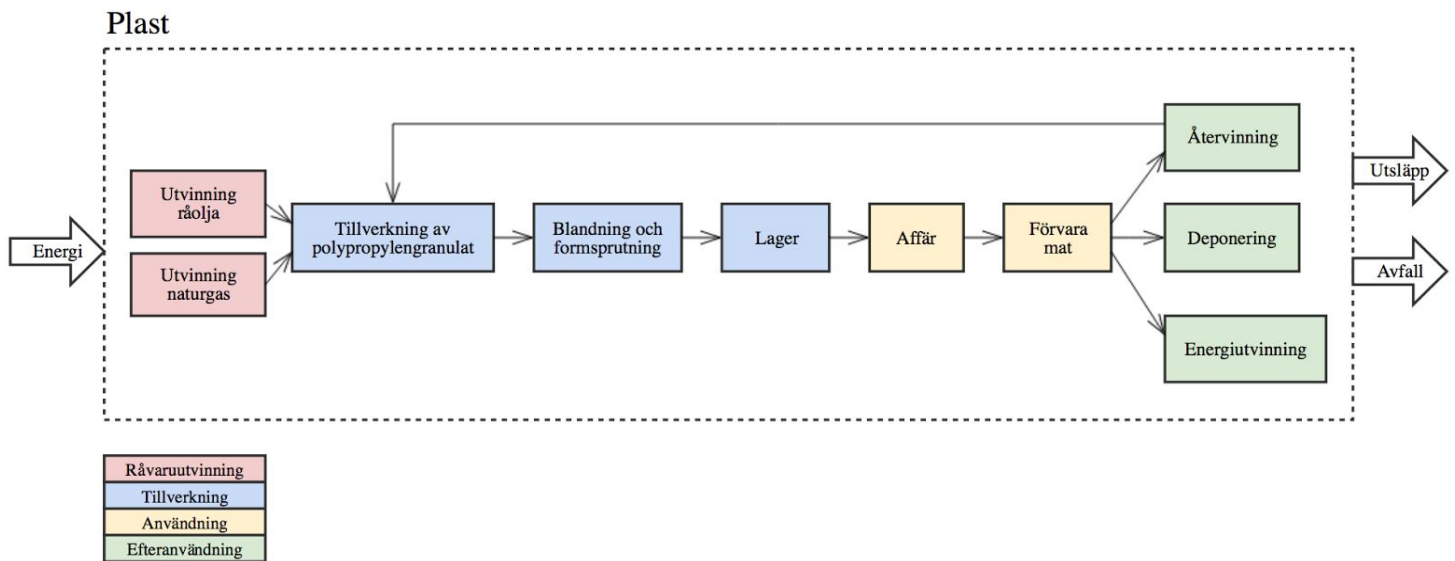 Plast
Energi
Utvinning
råolja
Utvinning
naturgas
Tillverkning av
polypropylengranulat
Blandning och
formsprutning
Lager
Affär
Förvara
mat
Återvinning
Deponering
Energiutvinning
Utsläpp
Avfall
Råvaruutvinning
Tillverkning
Användning
Efteranvändning